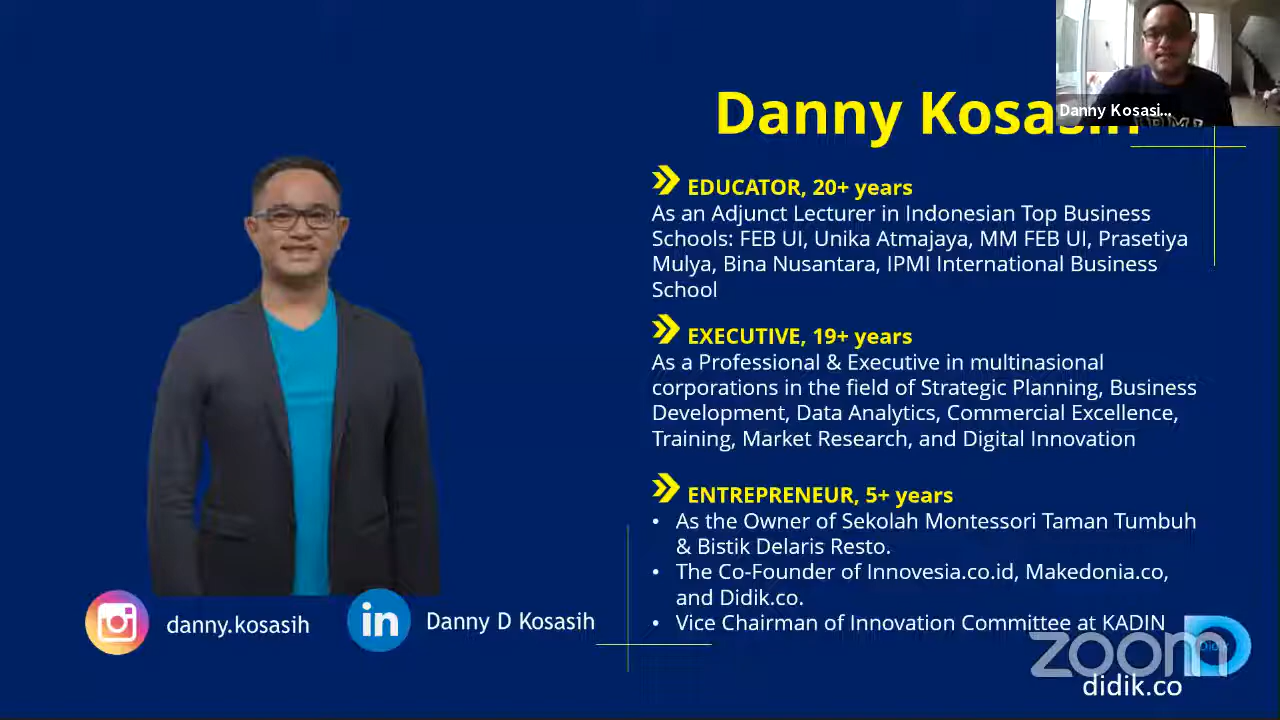 Danny Kosasih
Danny Kosasi...
EDUCATOR, 20+ years
As an Adjunct Lecturer in Indonesian Top Business
Schools: FEB UI, Unika Atmajaya, MM FEB UI, Prasetiya
Mulya, Bina Nusantara, IPMI International Business
School
EXECUTIVE, 19+ years
As a Professional & Executive in multinasional
corporations in the field of Strategic Planning, Business
Development, Data Analytics, Commercial Excellence,
Training, Market Research, and Digital Innovation
ENTREPRENEUR, 5+ years
• As the Owner of Sekolah Montessori Taman Tumbuh
& Bistik Delaris Resto.
• The Co-Founder of Innovesia.co.id, Makedonia.co,
and Didik.co.
• Vice Chairman of Innovation Committee at KADIN
danny.kosasih
in
Danny D Kosasih
zoom
Didik
didik.co